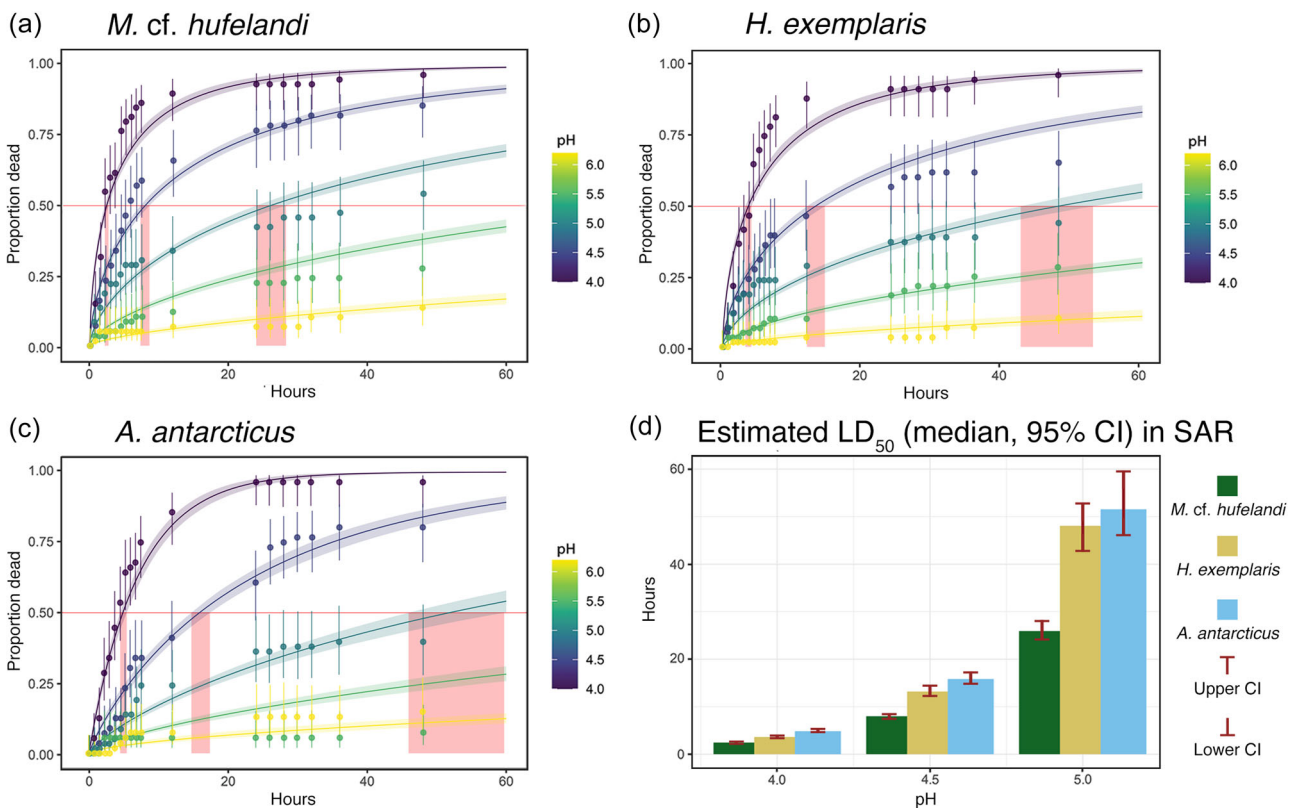 (a) M. cf. hufelandi
1.00
0.75
0.50
0.25
0.00
Proportion dead
0 20 40 60
Hours
pH
6.0
5.5
5.0
4.5
4.0
(b) H. exemplaris
1.00
0.75
0.50
0.25
0.00
Proportion dead
0 20 40 60
Hours
pH
6.0
5.5
5.0
4.5
4.0
(c) A. antarcticus
1.00
0.75
0.50
0.25
0.00
Proportion dead
0 20 40 60
Hours
pH
6.0
5.5
5.0
4.5
4.0
(d) Estimated LD50 (median, 95% CI) in SAR
60
40
20
0
Hours
4.0 4.5 5.0
pH
M. cf. hufelandi
H. exemplaris
A. antarcticus
Upper CI
Lower CI